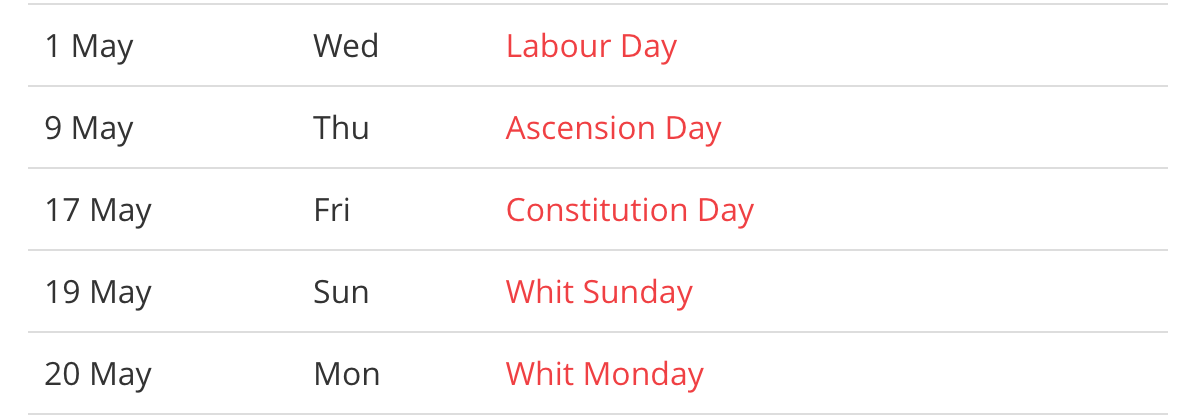 1 May Wed Labour Day
9 May Thu Ascension Day
17 May Fri Constitution Day
19 May Sun Whit Sunday
20 May Mon Whit Monday